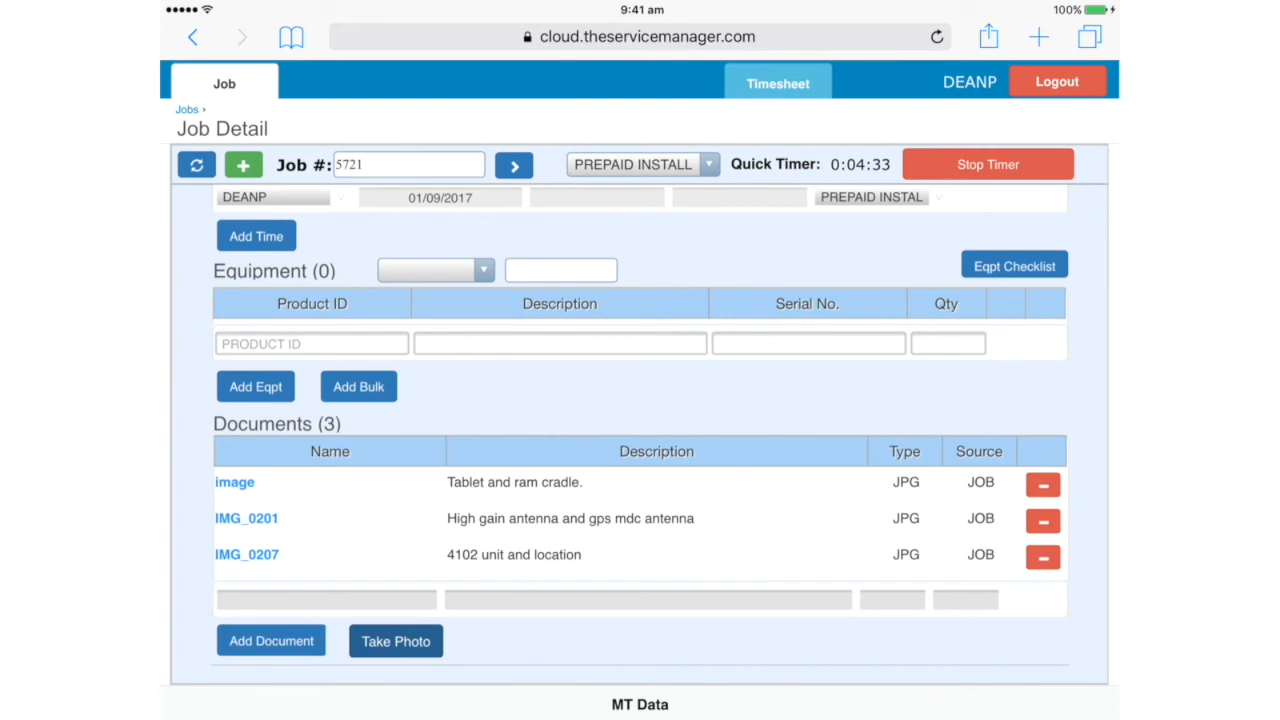 9:41 am
100%
cloud.theservicemanager.com
Job
Timesheet
DEANP
Logout
Jobs ›
Job Detail
Job #: 5721
PREPAID INSTALL
Quick Timer: 0:04:33
Stop Timer
DEANP 01/09/2017 PREPAID INSTAL
Add Time
Equipment (0)
Eqpt Checklist
Product ID Description Serial No. Qty
PRODUCT ID
Add Eqpt Add Bulk
Documents (3)
Name Description Type Source
image Tablet and ram cradle. JPG JOB
IMG_0201 High gain antenna and gps mdc antenna JPG JOB
IMG_0207 4102 unit and location JPG JOB
Add Document Take Photo
MT Data